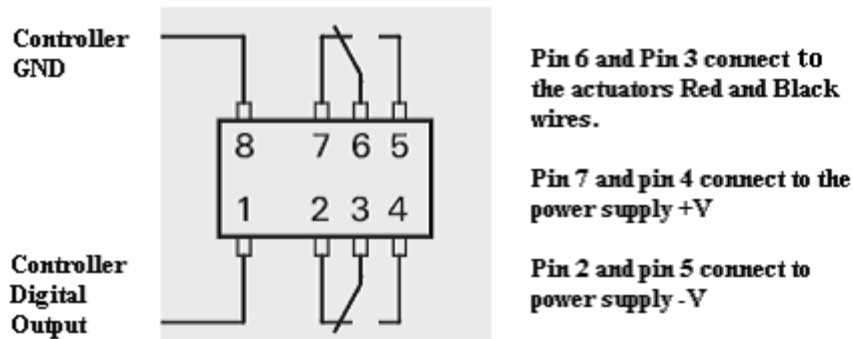 Controller
GND
8 7 6 5
1 2 3 4
Controller
Digital
Output
Pin 6 and Pin 3 connect to
the actuators Red and Black
wires.
Pin 7 and pin 4 connect to the
power supply +V
Pin 2 and pin 5 connect to
power supply -V